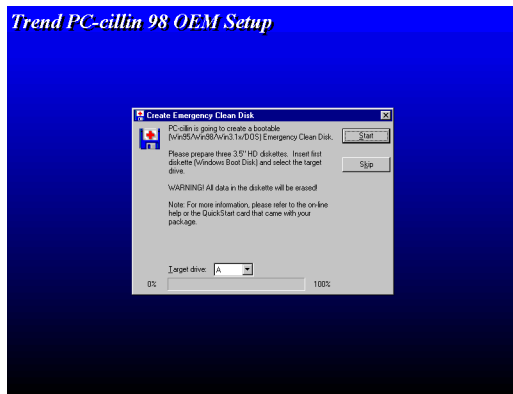 Trend PC-cillin 98 OEM Setup
Create Emergency Clean Disk
PC-cillin is going to create a bootable
(Win95/Win98/Win3.1x/DOS) Emergency Clean Disk.
Start
Please prepare three 3.5" HD diskettes. Insert first
diskette (Windows Boot Disk) and select the target
drive.
Skip
WARNING! All data in the diskette will be erased!
Note: For more information, please refer to the on-line
help or the QuickStart card that came with your
package.
Target drive: A
0% 100%